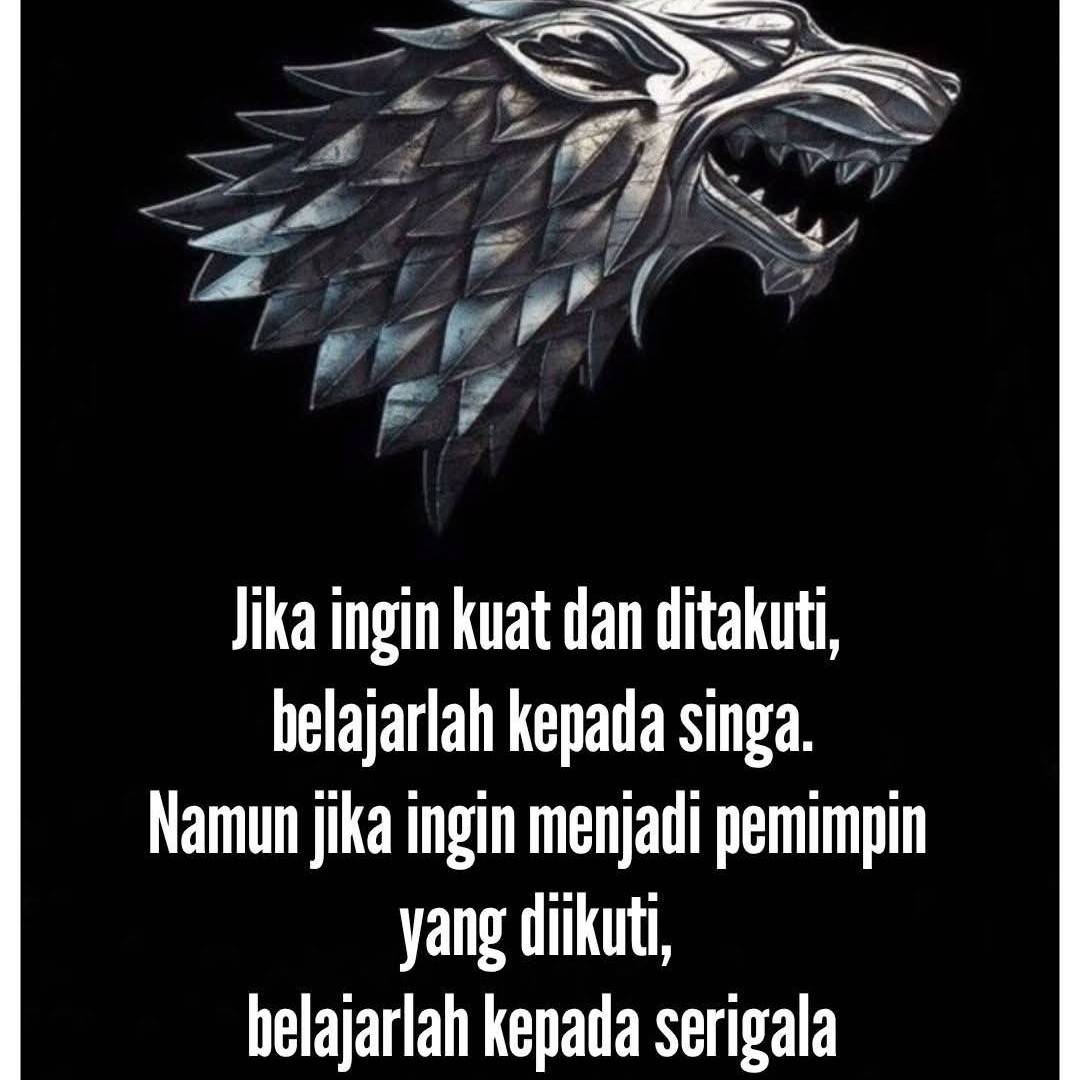 Jika ingin kuat dan ditakuti,
belajarlah kepada singa.
Namun jika ingin menjadi pemimpin
yang diikuti,
belajarlah kepada serigala